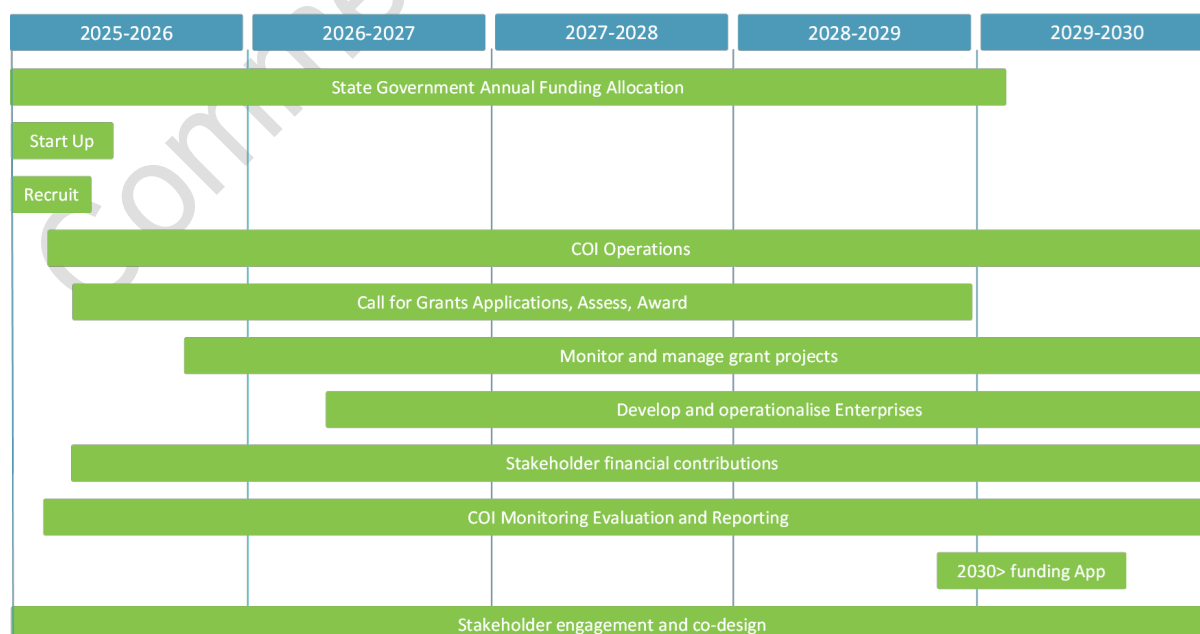 2025-2026 2026-2027 2027-2028 2028-2029 2029-2030
State Government Annual Funding Allocation
Start Up
Recruit
COI Operations
Call for Grants Applications, Assess, Award
Monitor and manage grant projects
Develop and operationalise Enterprises
Stakeholder financial contributions
COI Monitoring Evaluation and Reporting
2030> funding App
Stakeholder engagement and co-design